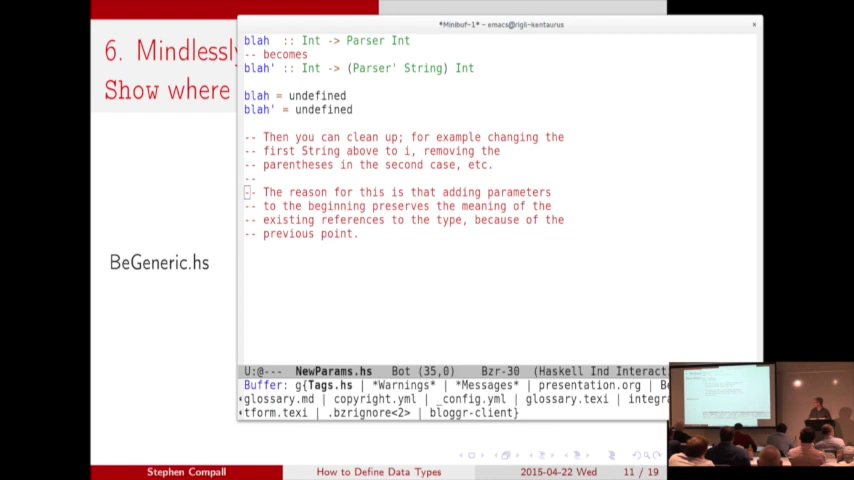 6. Mindlessly
Show where
BeGeneric.hs
*Minibuf-1* - emacs@rigil-kentaurus
blah :: Int -> Parser Int
-- becomes
blah' :: Int -> (Parser' String) Int
blah = undefined
blah' = undefined
-- Then you can clean up; for example changing the
-- first String above to i, removing the
-- parentheses in the second case, etc.
--
-- The reason for this is that adding parameters
-- to the beginning preserves the meaning of the
-- existing references to the type, because of the
-- previous point.
U:@--- NewParams.hs Bot (35,0) Bzr-30 (Haskell Ind Interact
Buffer: g{Tags.hs | *Warnings* | *Messages* | presentation.org | Be
glossary.md | copyright.yml | _config.yml | glossary.texi | integra
tform.texi | .bzrignore<2> | bloggr-client}
Stephen Compall How to Define Data Types 2015-04-22 Wed 11 / 19